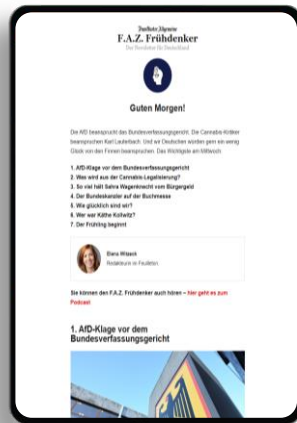 Frankfurter Allgemeine
F.A.Z. Frühdenker
Der Newsletter für Deutschland
Guten Morgen!
Die AfD beansprucht das Bundesverfassungsgericht. Die Cannabis-Kritiker
beanspruchen Karl Lauterbach. Und wir Deutschen würden gern ein wenig
Glück von den Finnen beanspruchen. Das Wichtigste am Mittwoch.
1. AfD-Klage vor dem Bundesverfassungsgericht
2. Was wird aus der Cannabis-Legalisierung?
3. So viel hält Sahra Wagenknecht vom Bürgergeld
4. Der Bundeskanzler auf der Buchmesse
5. Wie glücklich sind wir?
6. Wer war Käthe Kollwitz?
7. Der Frühling beginnt
Elena Witzeck
Redakteurin im Feuilleton.
Sie können den F.A.Z. Frühdenker auch hören – hier geht es zum
Podcast
1. AfD-Klage vor dem
Bundesverfassungsgericht